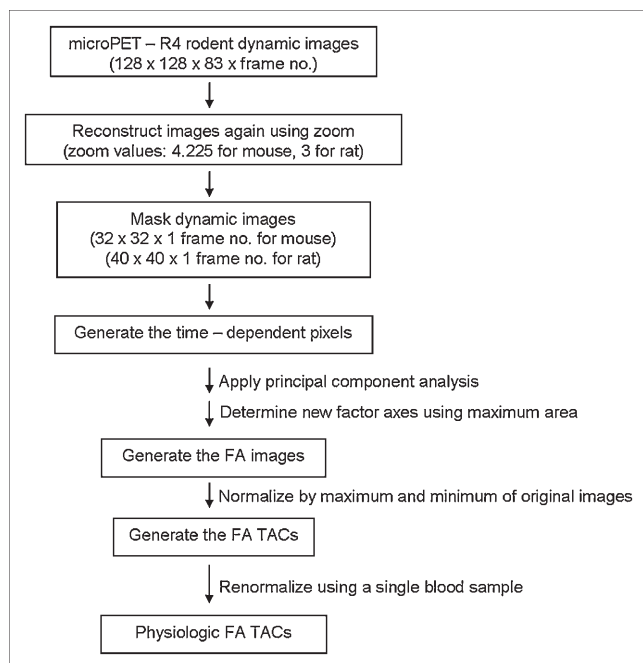 microPET – R4 rodent dynamic images
(128 x 128 x 83 x frame no.)
Reconstruct images again using zoom
(zoom values: 4.225 for mouse, 3 for rat)
Mask dynamic images
(32 x 32 x 1 frame no. for mouse)
(40 x 40 x 1 frame no. for rat)
Generate the time – dependent pixels
Apply principal component analysis
Determine new factor axes using maximum area
Generate the FA images
Normalize by maximum and minimum of original images
Generate the FA TACs
Renormalize using a single blood sample
Physiologic FA TACs